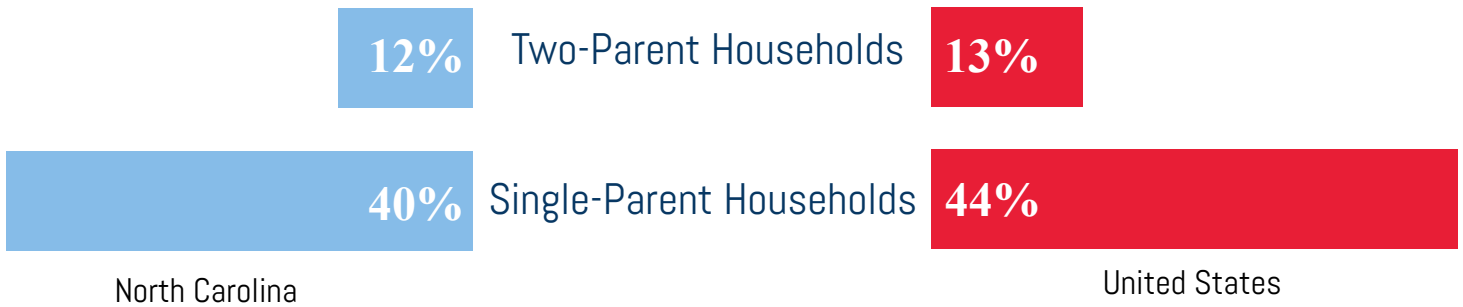 12% Two-Parent Households 13%
40% Single-Parent Households 44%
North Carolina
United States